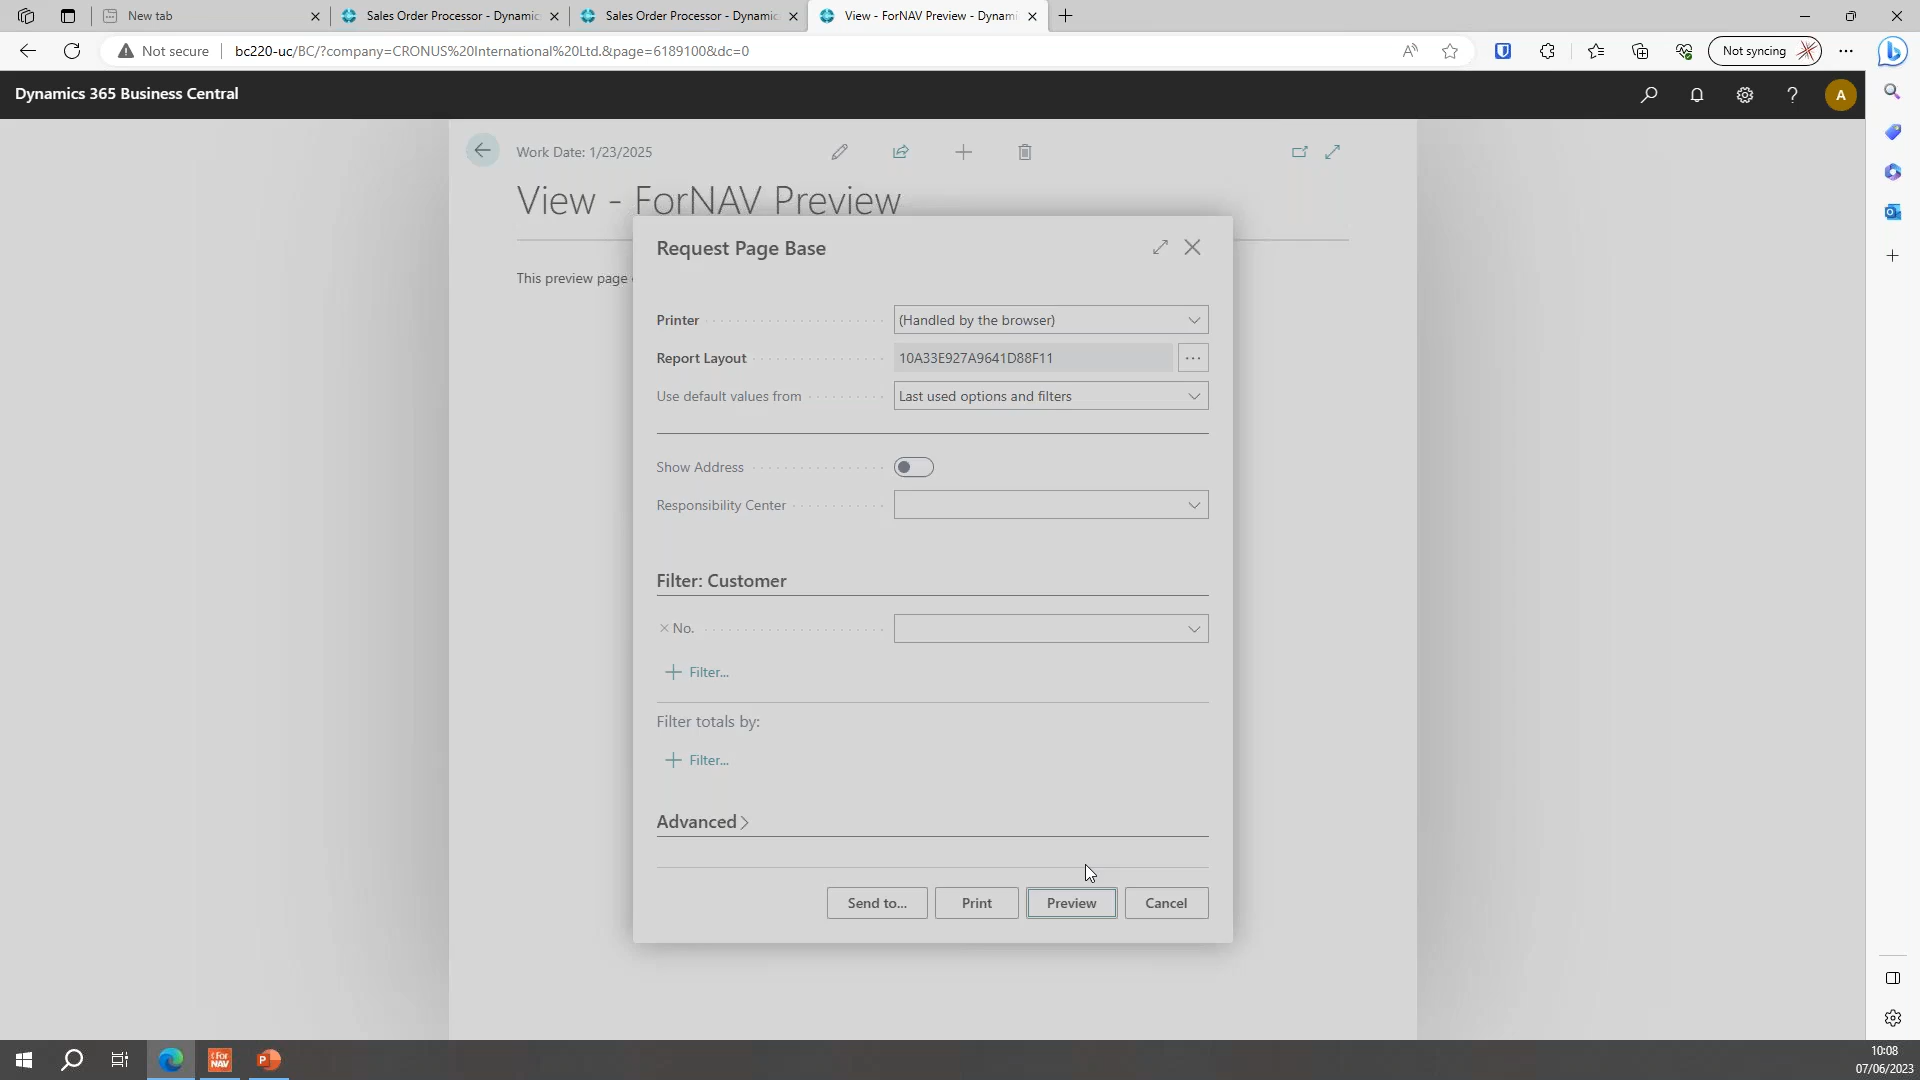 New tab
Sales Order Processor - Dynamic
Sales Order Processor - Dynamic
View - ForNAV Preview - Dynami
Not secure
bc220-uc/BC/?company=CRONUS%20International%20Ltd.&page=6189100&dc=0
Not syncing
Dynamics 365 Business Central
A
Work Date: 1/23/2025
View - ForNAV Preview
This preview page
Request Page Base
Printer
(Handled by the browser)
Report Layout
10A33E927A9641D88F11
Use default values from
Last used options and filters
Show Address
Responsibility Center
Filter: Customer
No.
Filter...
Filter totals by:
Filter...
Advanced
Send to...
Print
Preview
Cancel
For
NAV
10:08
07/06/2023